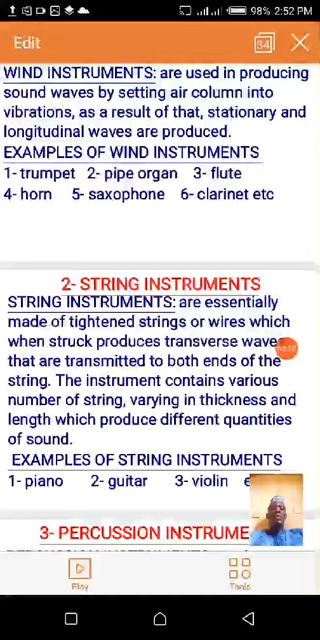 98% 2:52 PM
Edit
34
WIND INSTRUMENTS: are used in producing
sound waves by setting air column into
vibrations, as a result of that, stationary and
longitudinal waves are produced.
EXAMPLES OF WIND INSTRUMENTS
1- trumpet 2- pipe organ 3- flute
4- horn 5- saxophone 6- clarinet etc
2- STRING INSTRUMENTS
STRING INSTRUMENTS: are essentially
made of tightened strings or wires which
when struck produces transverse wave
that are transmitted to both ends of the
string. The instrument contains various
number of string, varying in thickness and
length which produce different quantities
of sound.
EXAMPLES OF STRING INSTRUMENTS
1- piano 2- guitar 3- violin
3- PERCUSSION INSTRUME
Play Tools